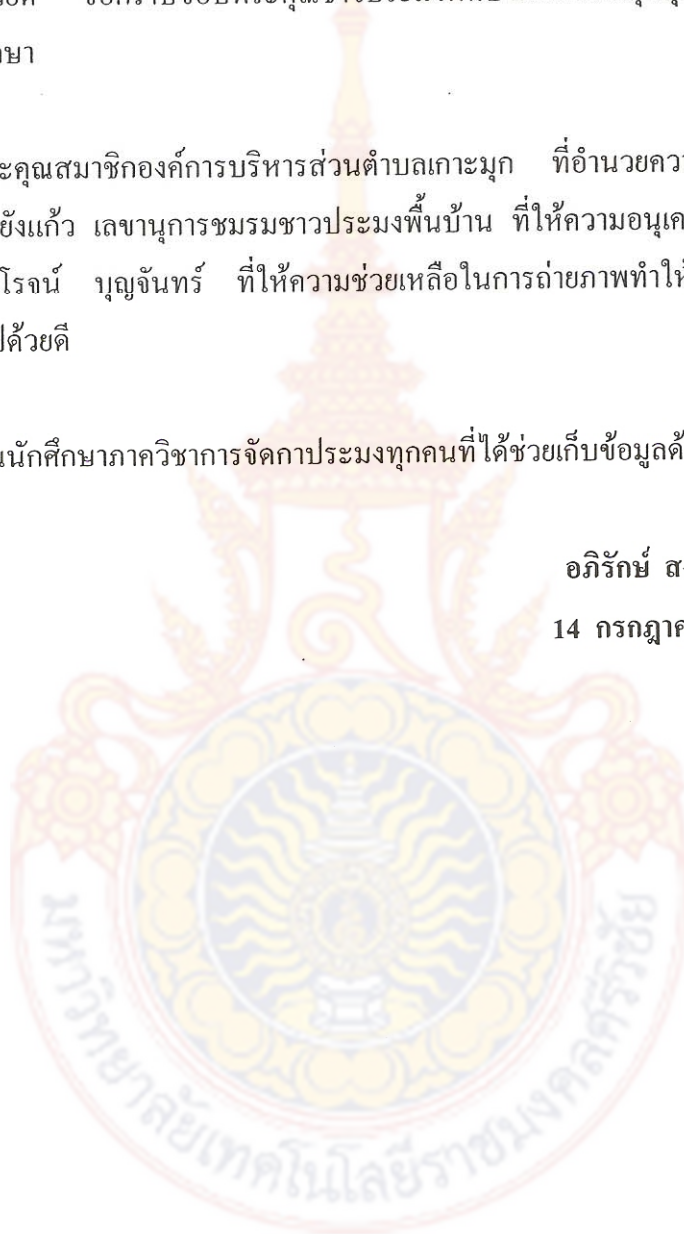 ษา
ะคุณสมาชิกองค์การบริหารส่วนตำบลเกาะมุก ที่อำนวยควา
ยังแก้ว เลขานุการชมรมชาวประมงพื้นบ้าน ที่ให้ความอนุเค
โรจน์ บุญจันทร์ ที่ให้ความช่วยเหลือในการถ่ายภาพทำให้
ปด้วยดี
นักศึกษาภาควิชาการจัดกาประมงทุกคนที่ได้ช่วยเก็บข้อมูลด้
อภิรักษ์ ส
14 กรกฎาค
มหาวิทยาลัยเทคโนโลยีราชมงคลศรีวิชัย